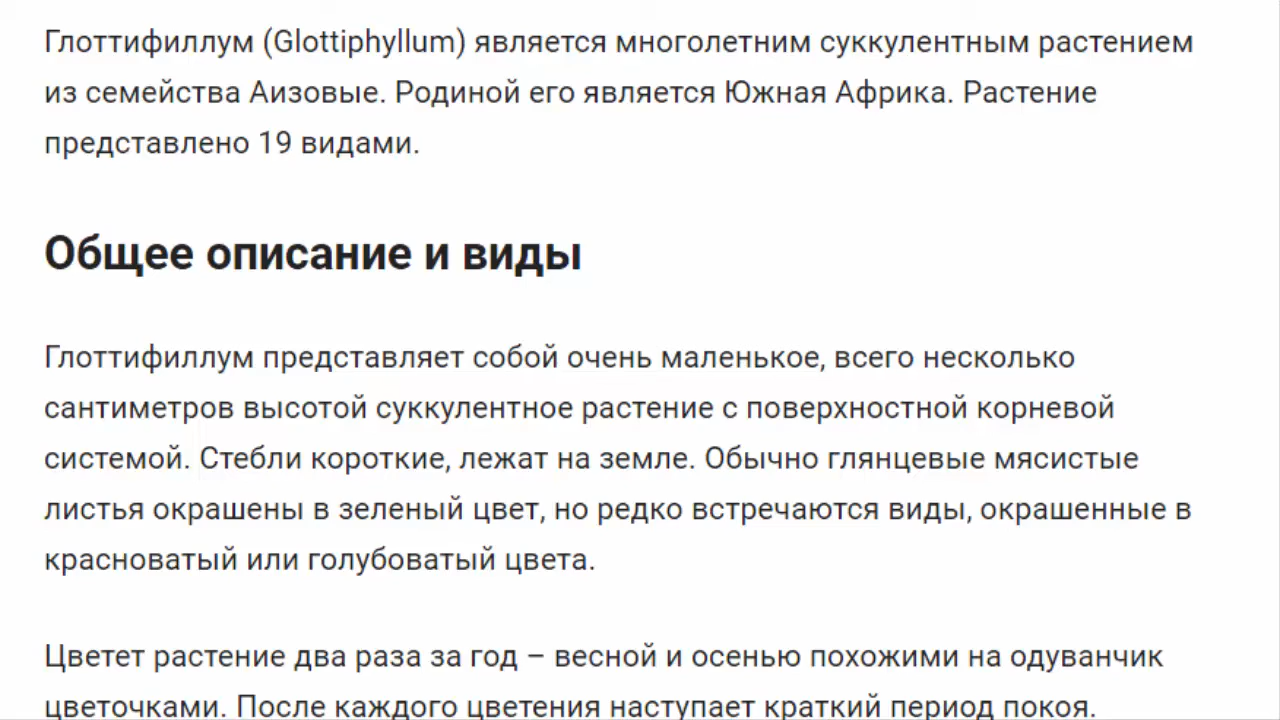 Глоттифиллум (Glottiphyllum) является многолетним суккулентным растением
из семейства Аизовые. Родиной его является Южная Африка. Растение
представлено 19 видами.
Общее описание и виды
Глоттифиллум представляет собой очень маленькое, всего несколько
сантиметров высотой суккулентное растение с поверхностной корневой
системой. Стебли короткие, лежат на земле. Обычно глянцевые мясистые
листья окрашены в зеленый цвет, но редко встречаются виды, окрашенные в
красноватый или голубоватый цвета.
Цветет растение два раза за год – весной и осенью похожими на одуванчик
цветочками. После каждого цветения наступает краткий период покоя.